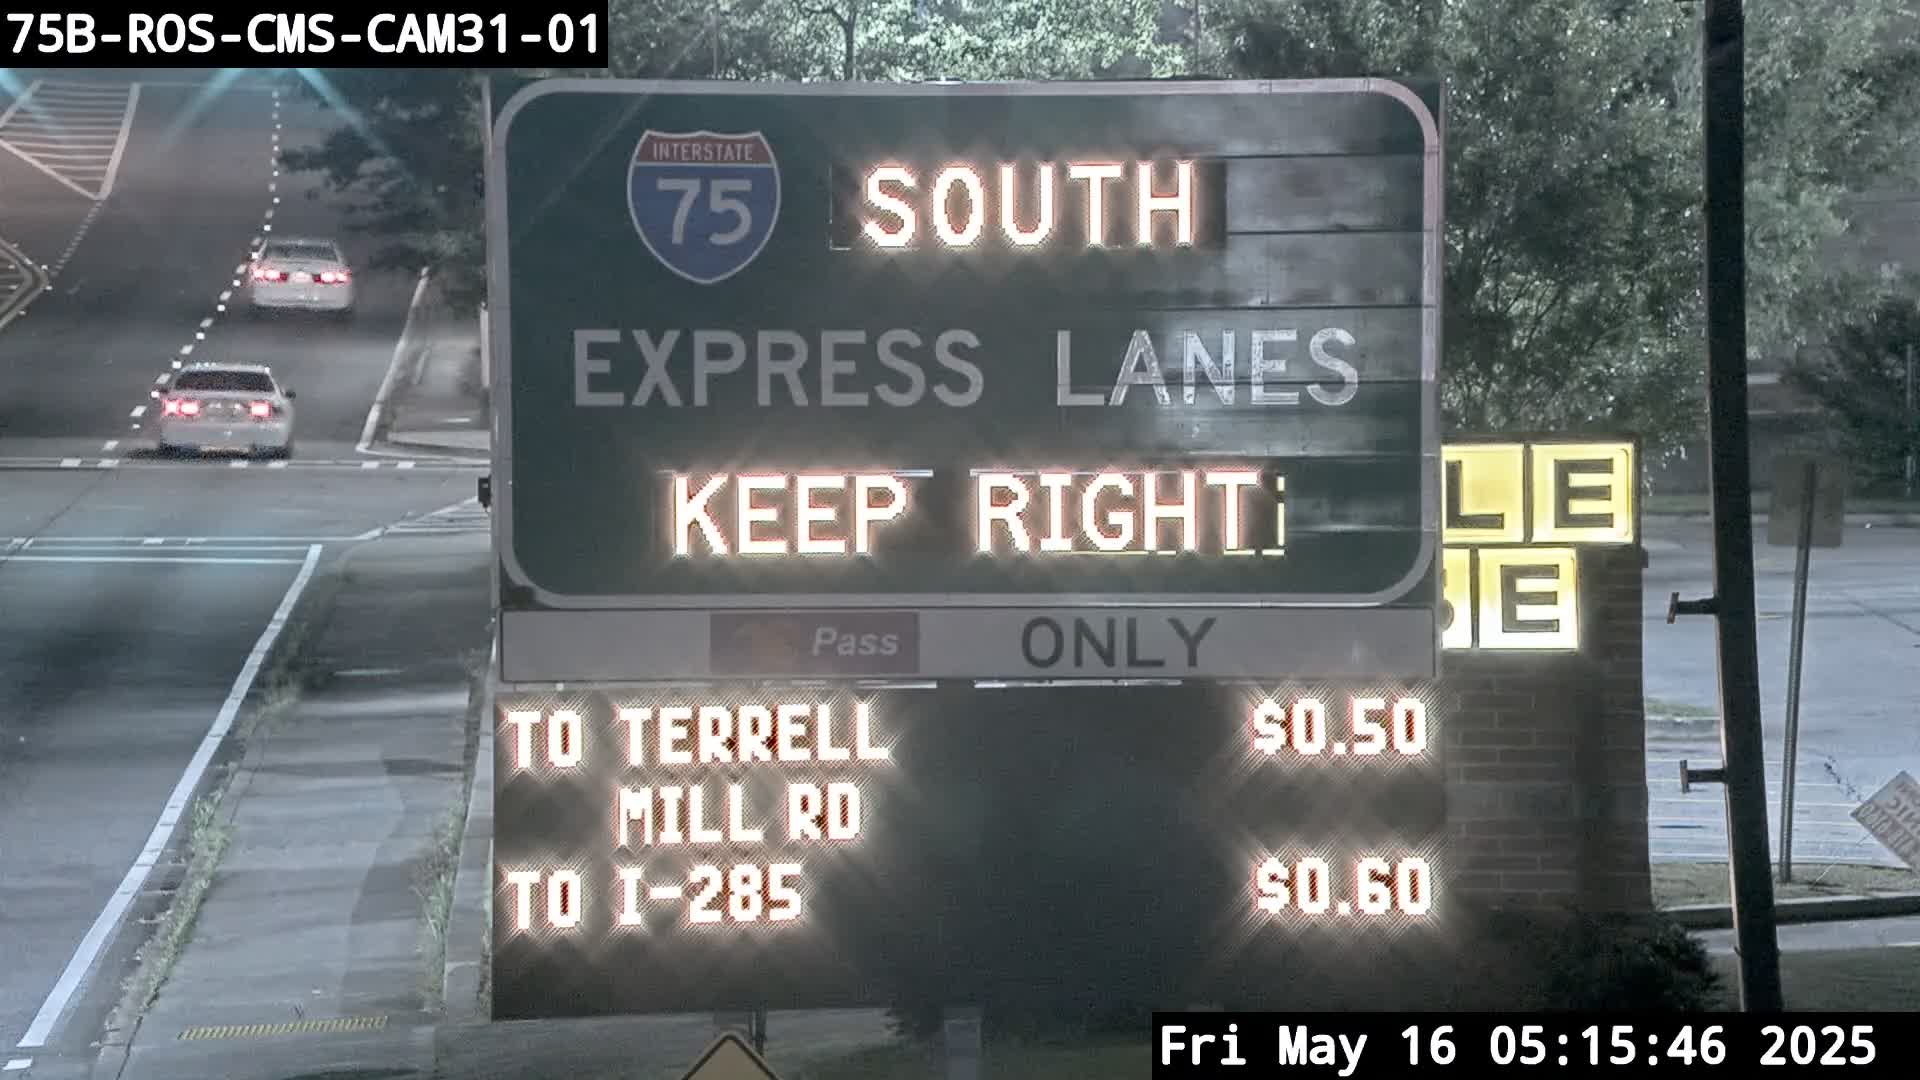 75B-ROS-CMS-CAM31-01
INTERSTATE
75
SOUTH
EXPRESS LANES
KEEP RIGHT
Pass ONLY
TO TERRELL $0.50
MILL RD
TO I-285 $0.60
LE
E
Fri May 16 05:15:46 2025